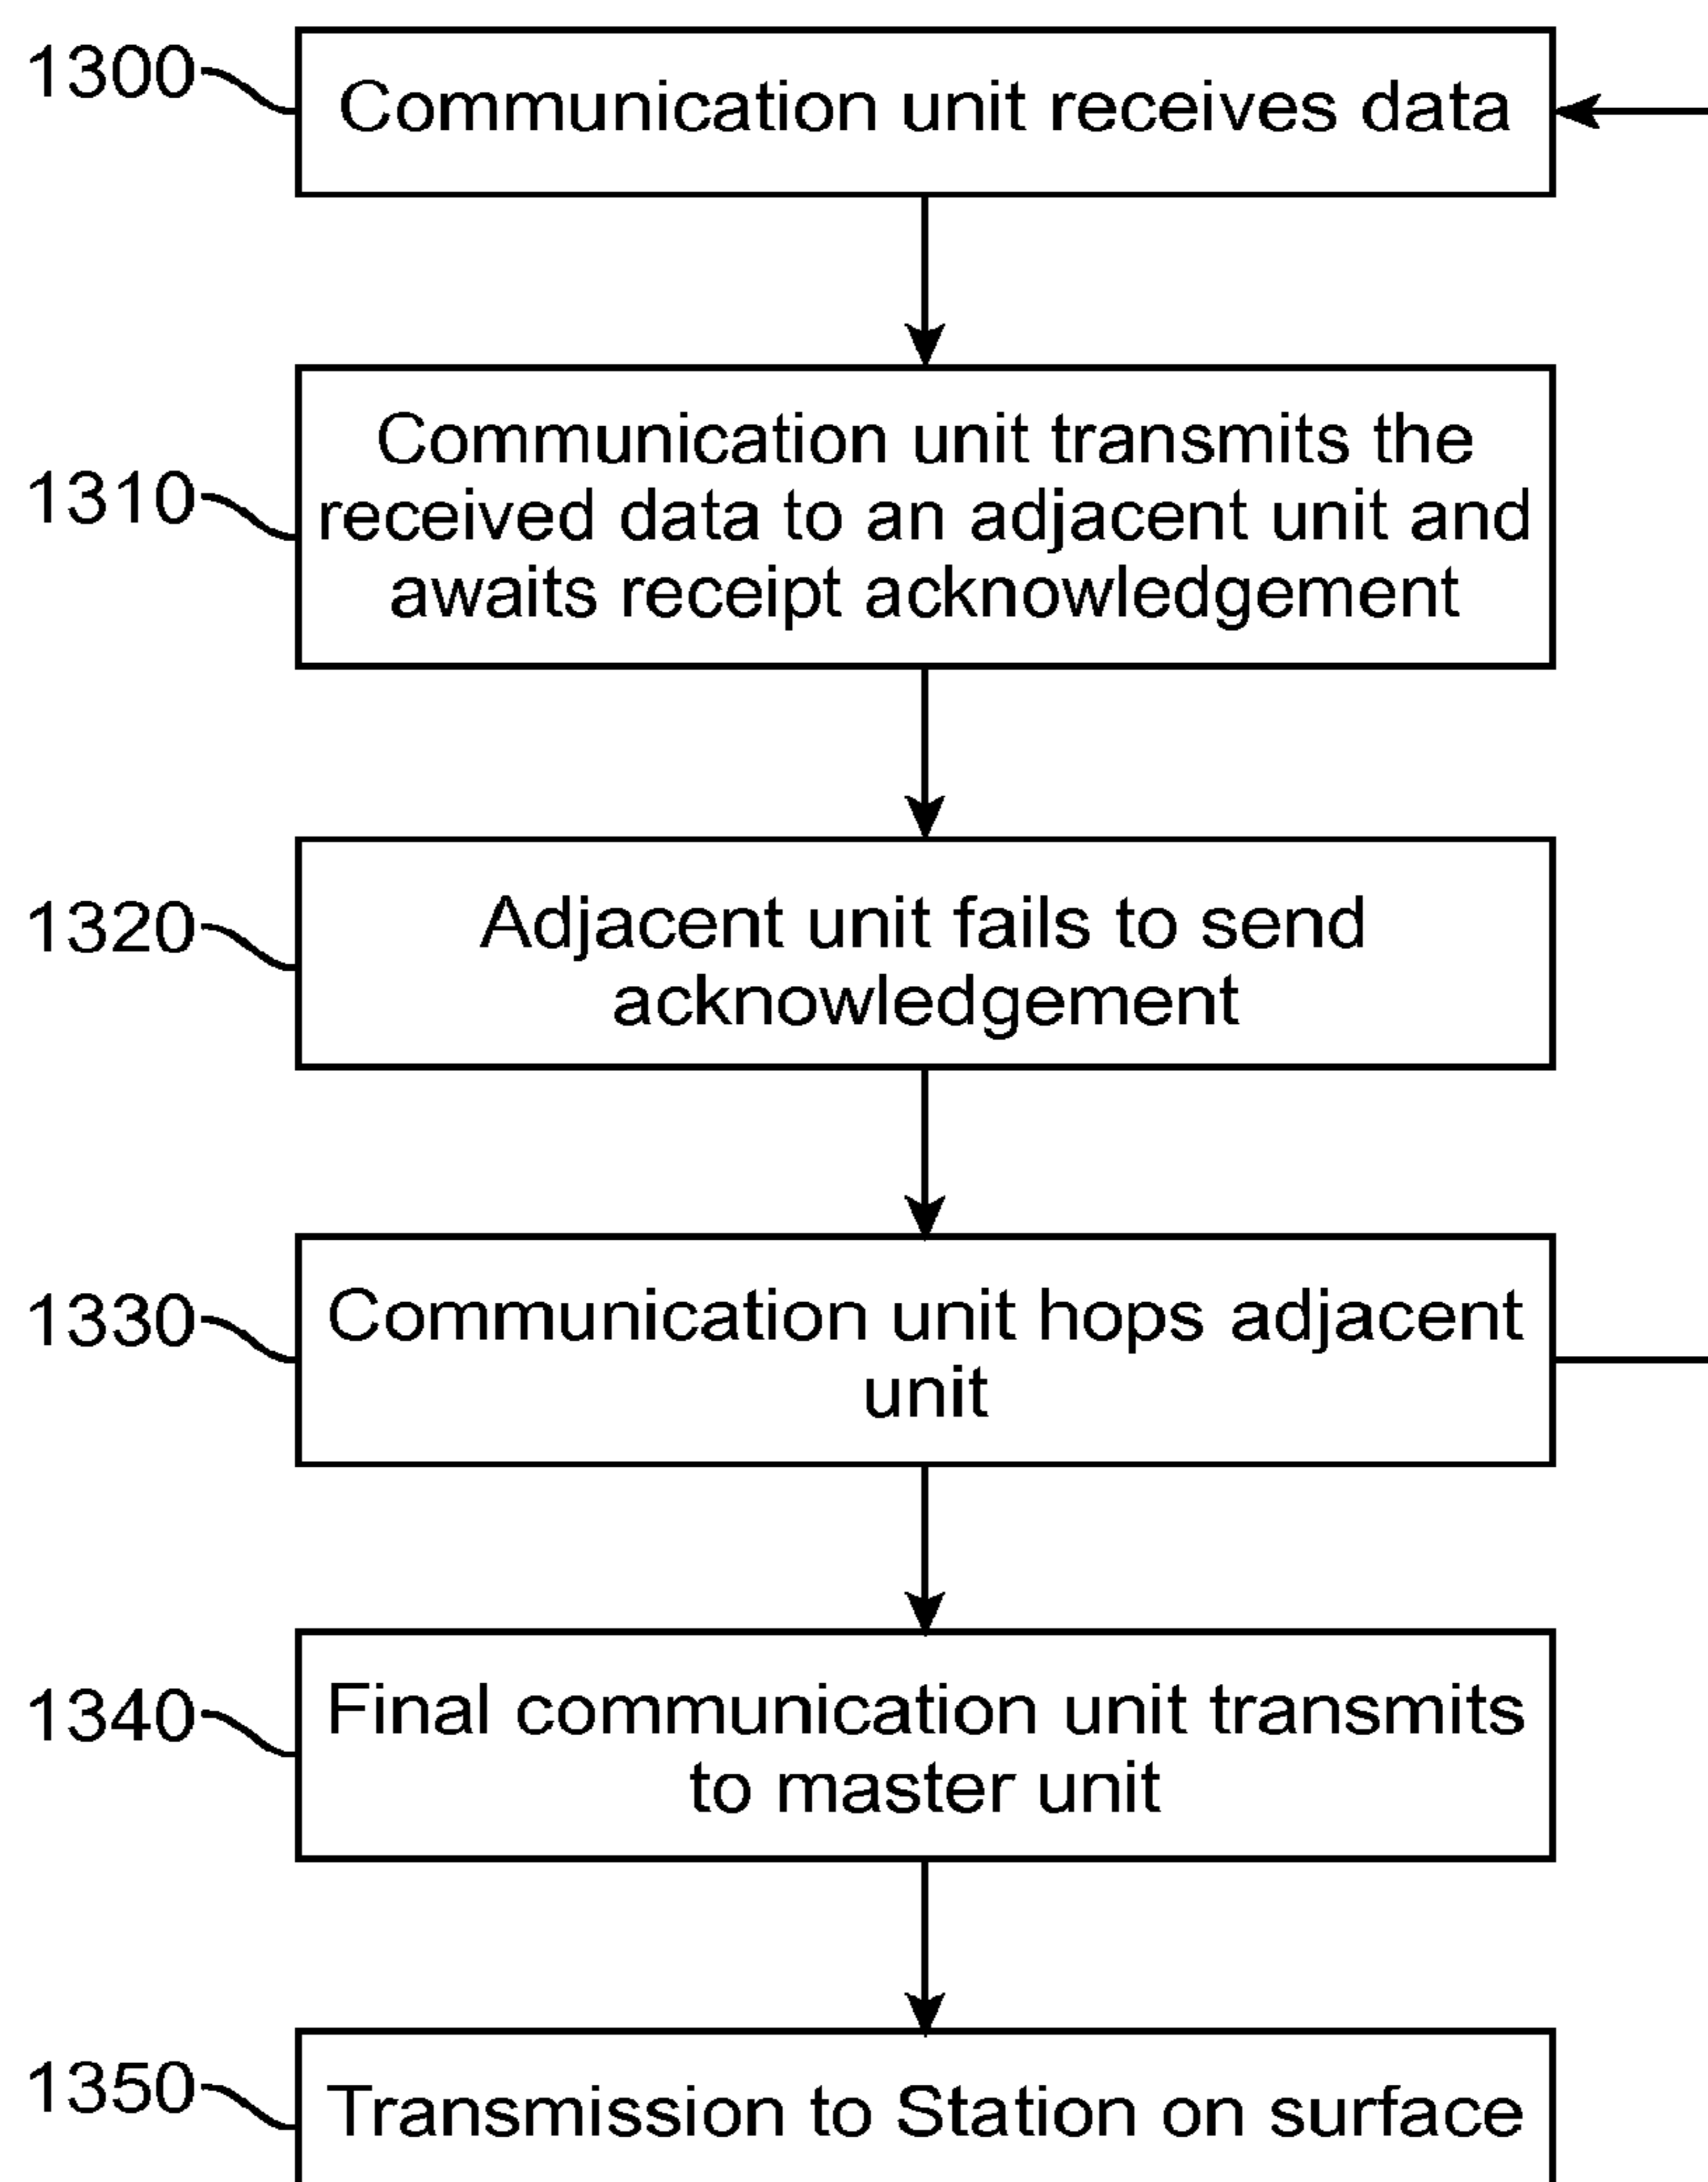 1300
Communication unit receives data
1310
Communication unit transmits the
received data to an adjacent unit and
awaits receipt acknowledgement
1320
Adjacent unit fails to send
acknowledgement
1330
Communication unit hops adjacent
unit
1340
Final communication unit transmits
to master unit
1350
Transmission to Station on surface